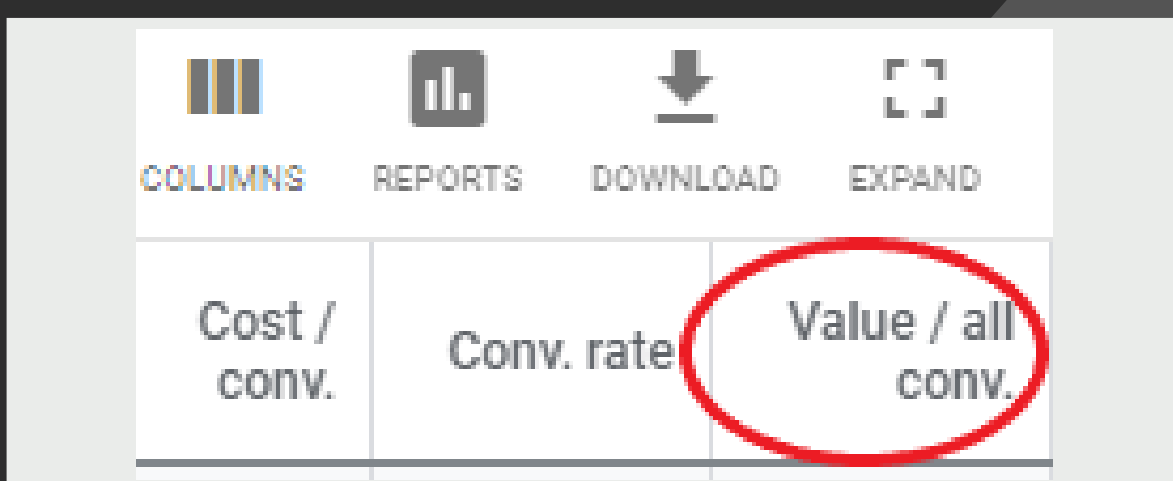 COLUMNS REPORTS DOWNLOAD EXPAND
Cost /
conv.
Conv. rate
Value / all
conv.